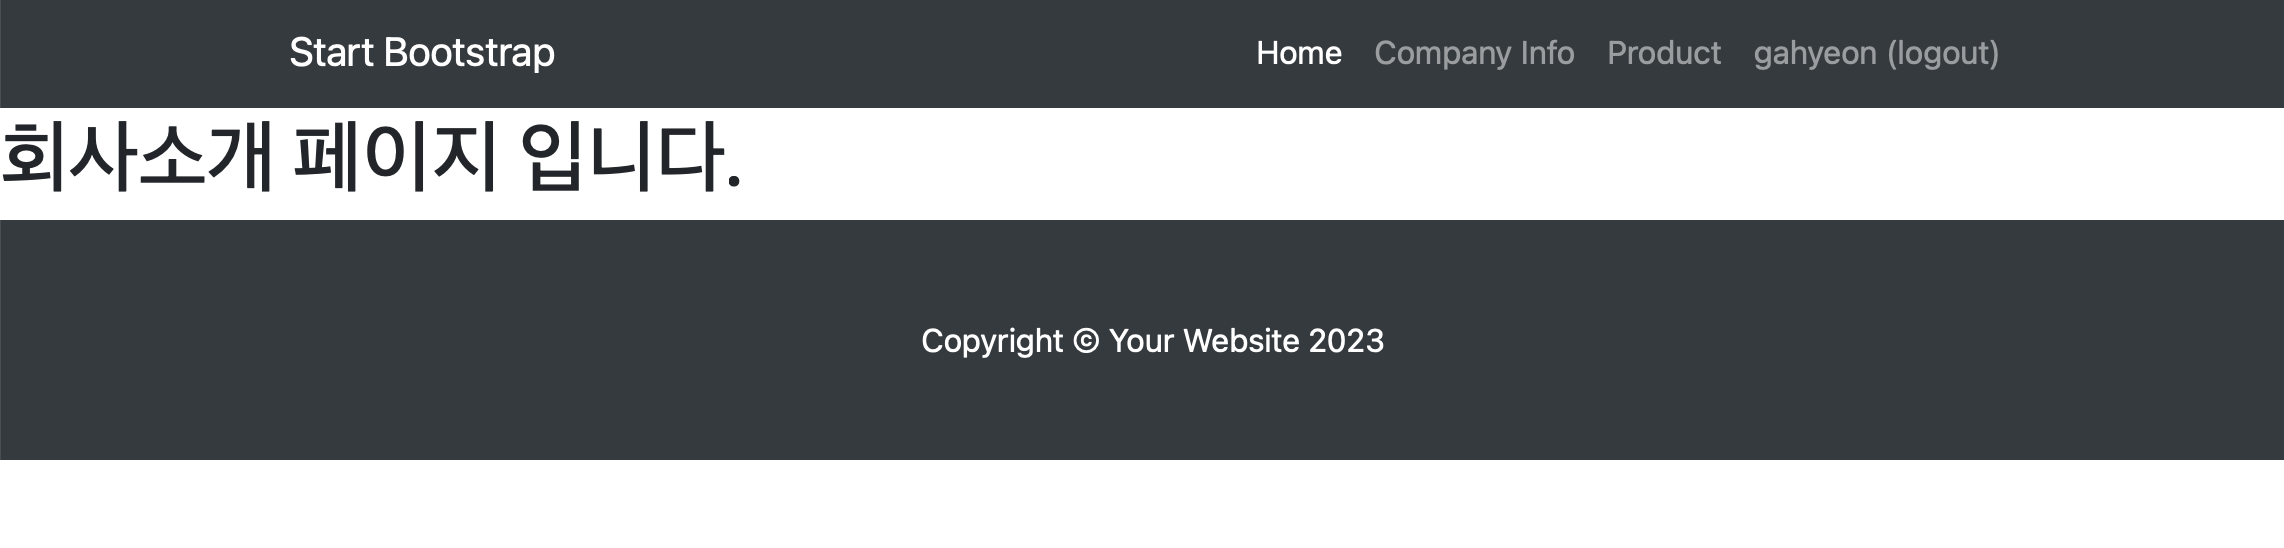 Start Bootstrap
Home Company Info Product gahyeon (logout)
회사소개 페이지 입니다.
Copyright © Your Website 2023